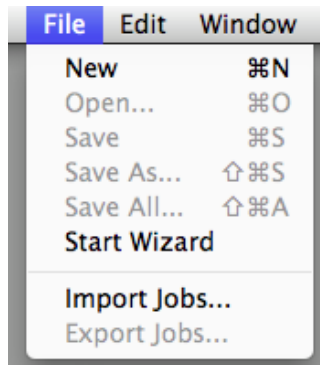 File Edit Window
New ⌘N
Open... ⌘O
Save ⌘S
Save As... ⇧⌘S
Save All... ⇧⌘A
Start Wizard
Import Jobs...
Export Jobs...